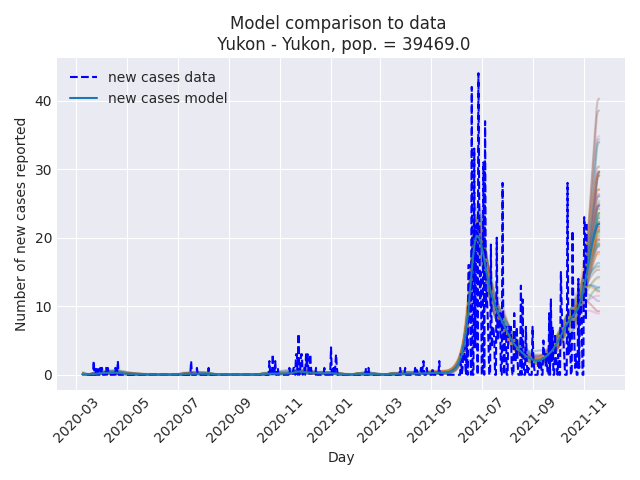 Model comparison to data
Yukon - Yukon, pop. = 39469.0
new cases data
new cases model
Number of new cases reported
40
30
20
10
0
2020-03
2020-05
2020-07
2020-09
2020-11
2021-01
2021-03
2021-05
2021-07
2021-09
2021-11
Day